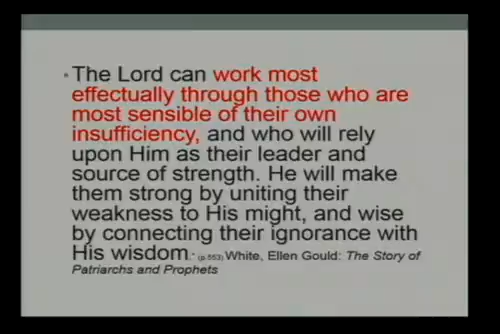 • The Lord can work most
effectually through those who are
most sensible of their own
insufficiency, and who will rely
upon Him as their leader and
source of strength. He will make
them strong by uniting their
weakness to His might, and wise
by connecting their ignorance with
His wisdom." (p.553) White, Ellen Gould: The Story of
Patriarchs and Prophets